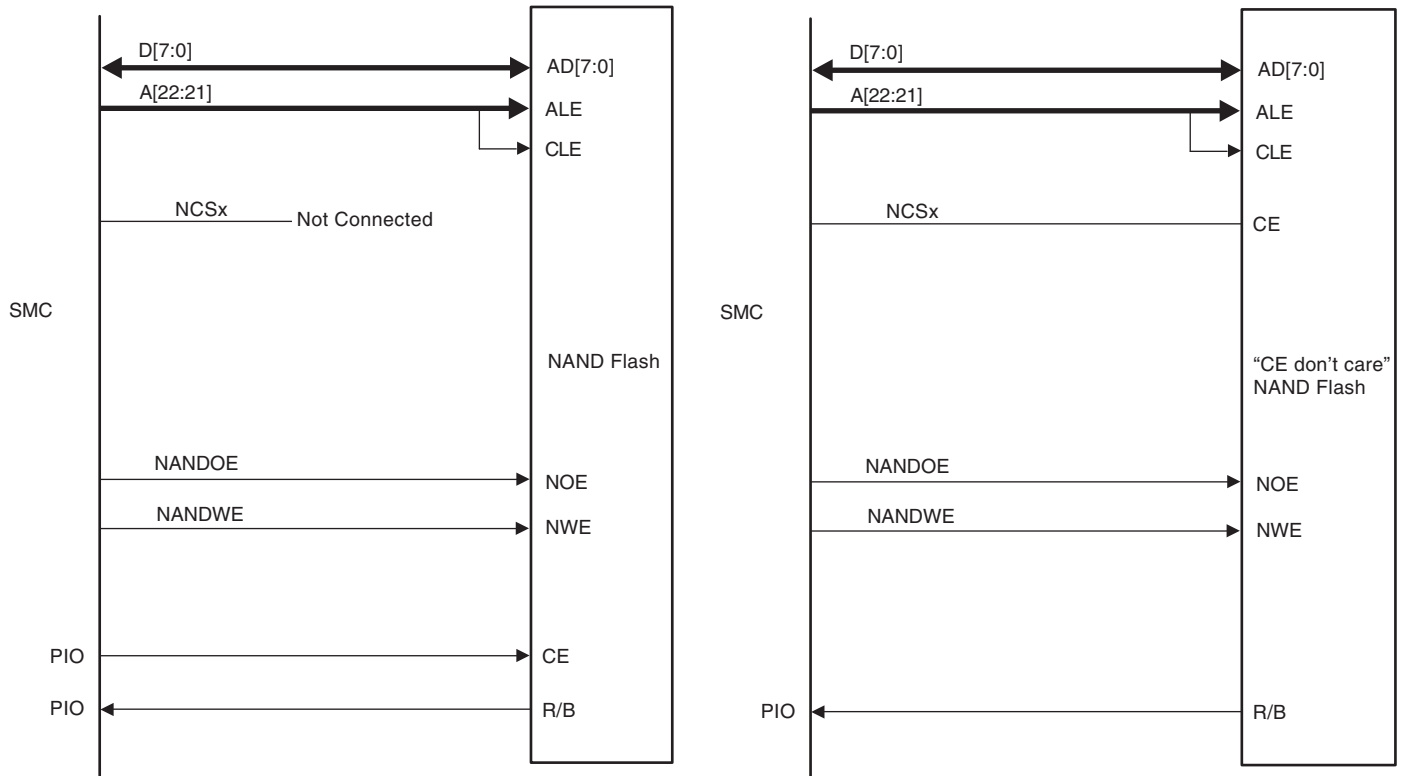 D[7:0]
AD[7:0]
A[22:21]
ALE
CLE
NCSx
Not Connected
SMC
NAND Flash
NANDOE
NOE
NANDWE
NWE
PIO
CE
PIO
R/B
D[7:0]
AD[7:0]
A[22:21]
ALE
CLE
NCSx
CE
SMC
“CE don’t care”
NAND Flash
NANDOE
NOE
NANDWE
NWE
PIO
R/B